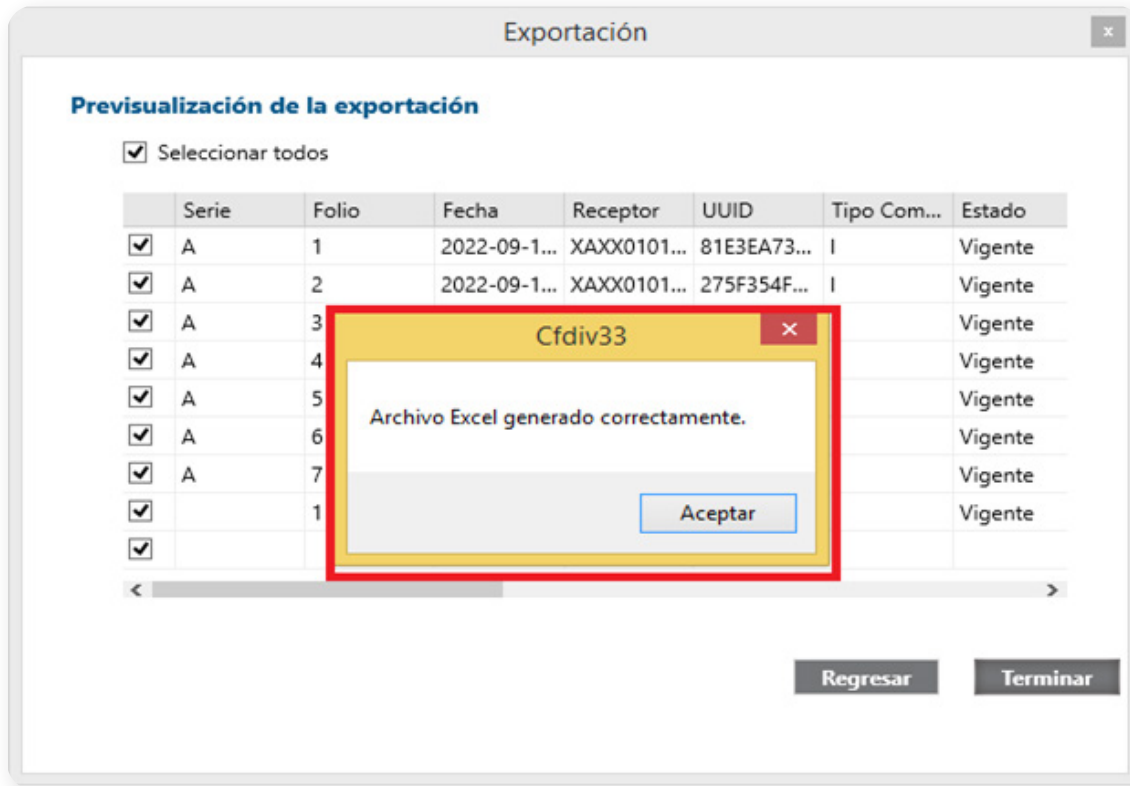 Exportación x
Previsualización de la exportación
Seleccionar todos
Serie Folio Fecha Receptor UUID Tipo Com... Estado
A 1 2022-09-1... XAXX0101... 81E3EA73... I Vigente
A 2 2022-09-1... XAXX0101... 275F354F... I Vigente
A 3 Vigente
A 4 Vigente
A 5 Vigente
A 6 Vigente
A 7 Vigente
1 Vigente
Cfdiv33
Archivo Excel generado correctamente.
Aceptar
Regresar Terminar